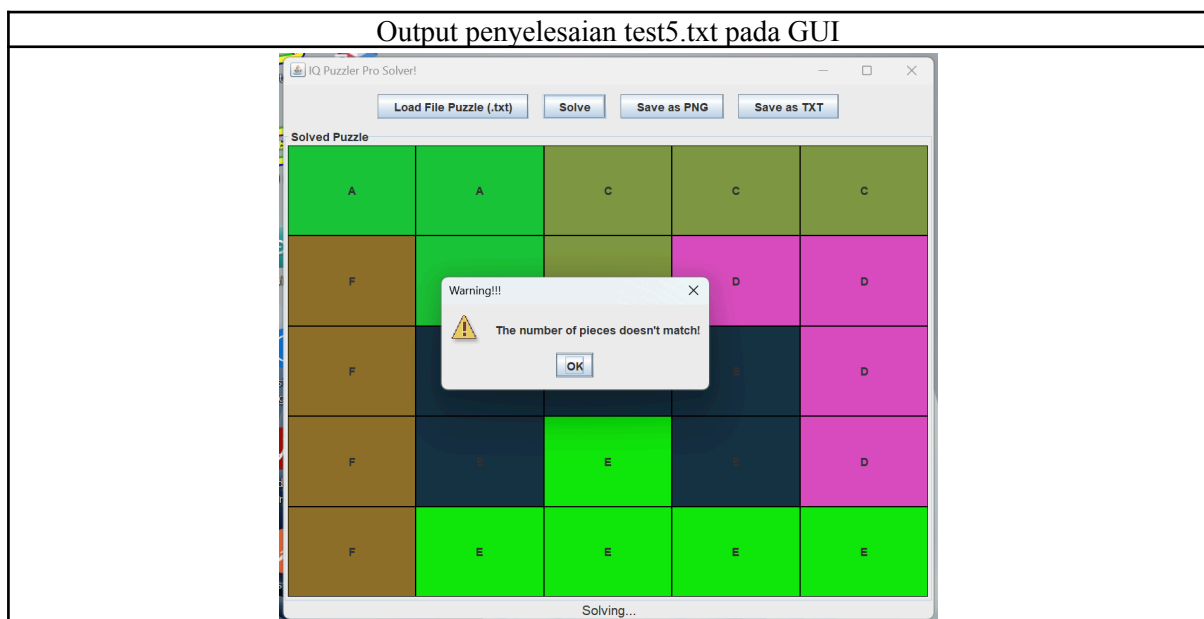 Output penyelesaian test5.txt pada GUI
IQ Puzzler Pro Solver!
Load File Puzzle (.txt) Solve Save as PNG Save as TXT
Solved Puzzle
A A C C C
F D D
Warning!!!
The number of pieces doesn't match!
OK
F D
F E D
F E E E E
Solving...